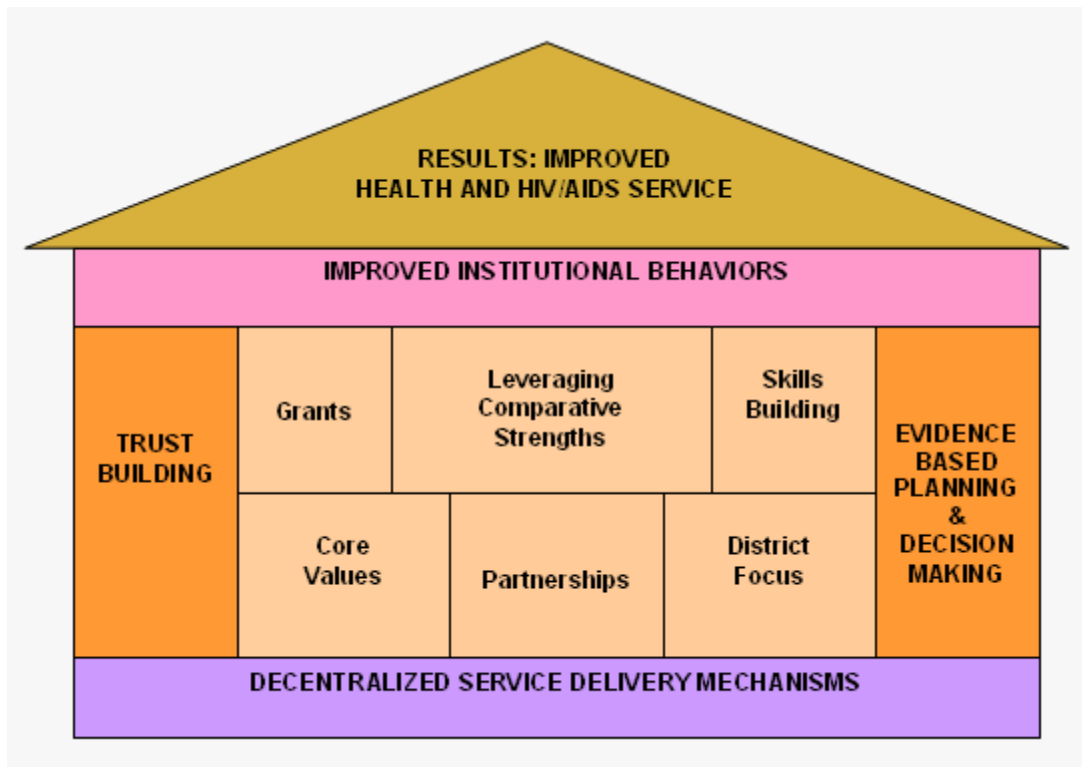 RESULTS: IMPROVED
HEALTH AND HIV/AIDS SERVICE
IMPROVED INSTITUTIONAL BEHAVIORS
TRUST
BUILDING
Grants
Leveraging
Comparative
Strengths
Skills
Building
Core
Values
Partnerships
District
Focus
EVIDENCE
BASED
PLANNING
&
DECISION
MAKING
DECENTRALIZED SERVICE DELIVERY MECHANISMS